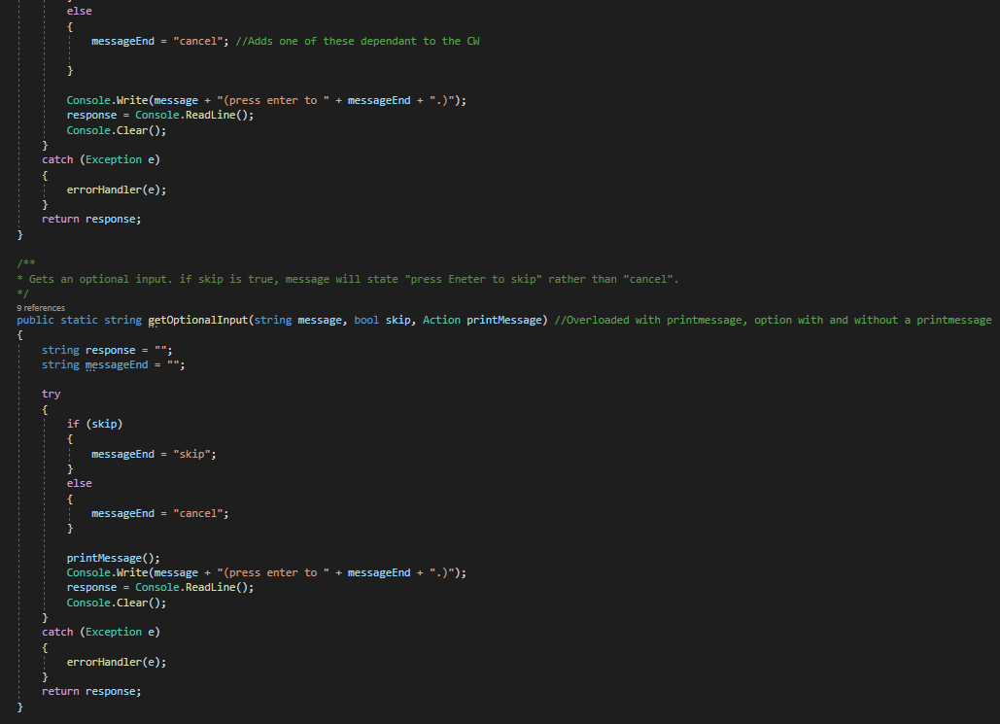 else
{
messageEnd = "cancel"; //Adds one of these dependant to the CW
}
Console.Write(message + "(press enter to " + messageEnd + ".)");
response = Console.ReadLine();
Console.Clear();
}
catch (Exception e)
{
errorHandler(e);
}
return response;
}
/**
* Gets an optional input. if skip is true, message will state "press Eneter to skip" rather than "cancel".
*/
9 references
public static string getOptionalInput(string message, bool skip, Action printMessage) //Overloaded with printmessage, option with and without a printmessage
{
string response = "";
string messageEnd = "";
try
{
if (skip)
{
messageEnd = "skip";
}
else
{
messageEnd = "cancel";
}
printMessage();
Console.Write(message + "(press enter to " + messageEnd + ".)");
response = Console.ReadLine();
Console.Clear();
}
catch (Exception e)
{
errorHandler(e);
}
return response;
}